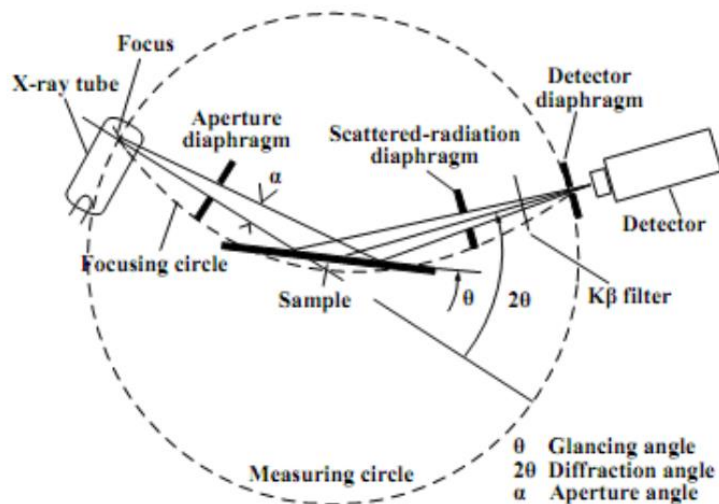 Focus
X-ray tube
Aperture
diaphragm
α
Scattered-radiation
diaphragm
Detector
diaphragm
Detector
Focusing circle
Sample
θ
2θ
Kβ filter
Measuring circle
θ Glancing angle
2θ Diffraction angle
α Aperture angle